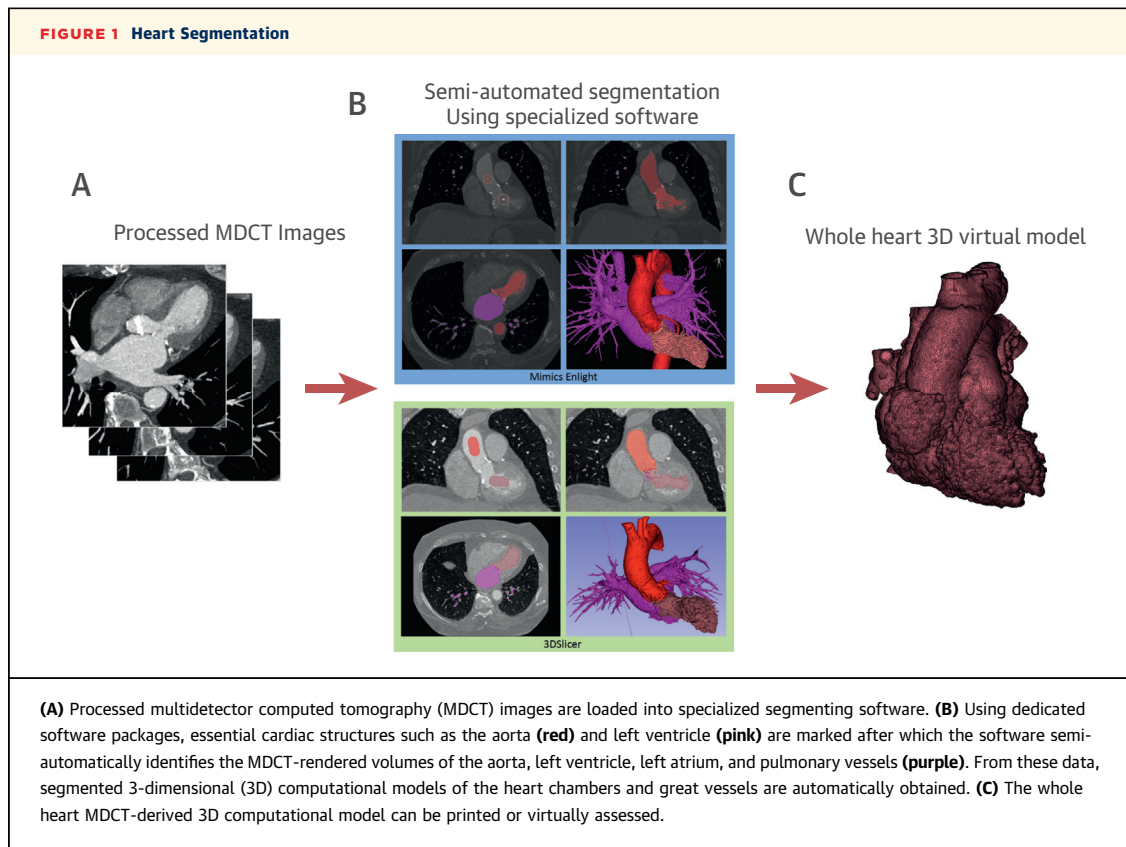 FIGURE 1 Heart Segmentation
A
Processed MDCT Images
B
Semi-automated segmentation
Using specialized software
Mimics Enlight
3DSlicer
C
Whole heart 3D virtual model
(A) Processed multidetector computed tomography (MDCT) images are loaded into specialized segmenting software. (B) Using dedicated
software packages, essential cardiac structures such as the aorta (red) and left ventricle (pink) are marked after which the software semi-
automatically identifies the MDCT-rendered volumes of the aorta, left ventricle, left atrium, and pulmonary vessels (purple). From these data,
segmented 3-dimensional (3D) computational models of the heart chambers and great vessels are automatically obtained. (C) The whole
heart MDCT-derived 3D computational model can be printed or virtually assessed.